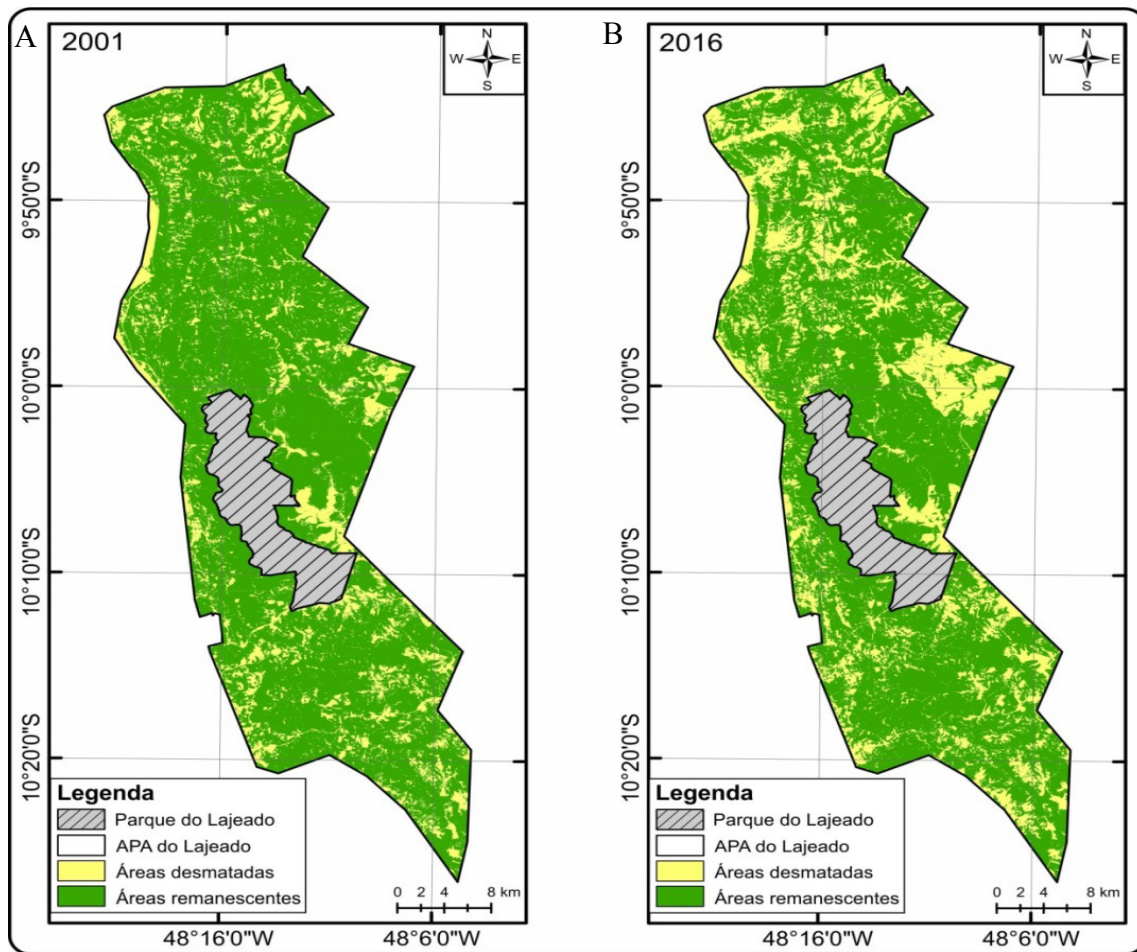 A
2001
N
W E
S
9°50'0"S
10°0'0"S
10°10'0"S
10°20'0"S
Legenda
Parque do Lajeado
APA do Lajeado
Áreas desmatadas
Áreas remanescentes
0 2 4 8 km
48°16'0"W 48°6'0"W
B
2016
N
W E
S
9°50'0"S
10°0'0"S
10°10'0"S
10°20'0"S
Legenda
Parque do Lajeado
APA do Lajeado
Áreas desmatadas
Áreas remanescentes
0 2 4 8 km
48°16'0"W 48°6'0"W